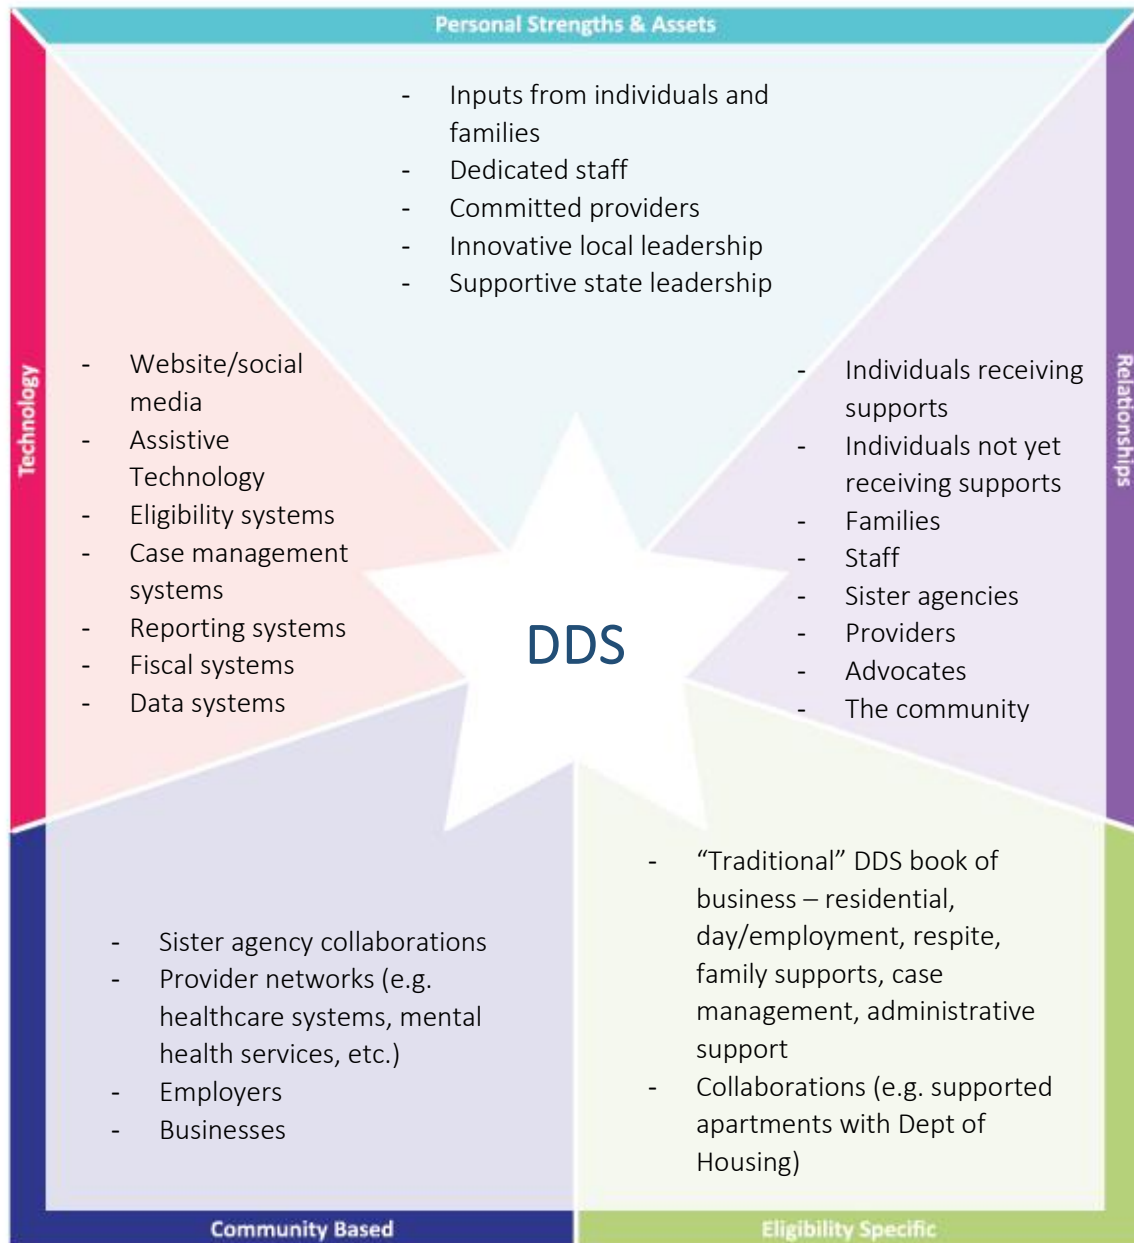 Personal Strengths & Assets
- Inputs from individuals and
families
- Dedicated staff
- Committed providers
- Innovative local leadership
- Supportive state leadership
Technology
- Website/social
media
- Assistive
Technology
- Eligibility systems
- Case management
systems
- Reporting systems
- Fiscal systems
- Data systems
DDS
Relationships
- Individuals receiving
supports
- Individuals not yet
receiving supports
- Families
- Staff
- Sister agencies
- Providers
- Advocates
- The community
- Sister agency collaborations
- Provider networks (e.g.
healthcare systems, mental
health services, etc.)
- Employers
- Businesses
Community Based
- “Traditional” DDS book of
business – residential,
day/employment, respite,
family supports, case
management, administrative
support
- Collaborations (e.g. supported
apartments with Dept of
Housing)
Eligibility Specific